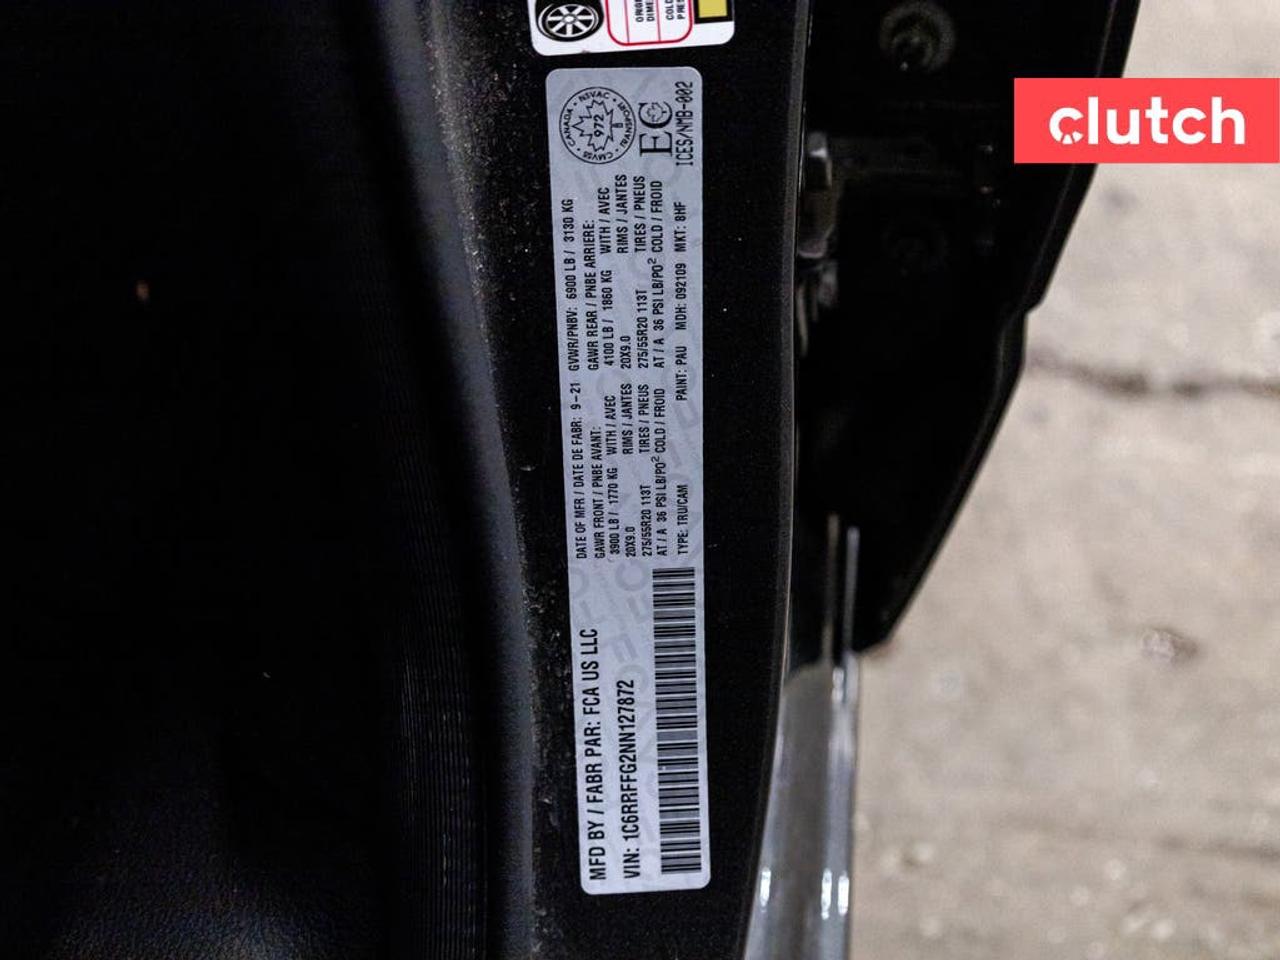 clutch
MFD BY / FABR PAR: FCA US LLC
VIN: 1C6RRFFG2NN127872
DATE OF MFR / DATE DE FABR: 9-21 GVWR/PNBV: 6900 LB / 3130 KG
GAWR FRONT / PNBE AVANT: GAWR REAR / PNBE ARRIERE:
3900 LB / 1770 KG WITH / AVEC 4100 LB / 1860 KG WITH / AVEC
20X9.0 RIMS / JANTES 20X9.0 RIMS / JANTES
275/55R20 113T TIRES / PNEUS 275/55R20 113T TIRES / PNEUS
AT / A 36 PSI LB/PO² COLD / FROID AT / A 36 PSI LB/PO² COLD / FROID
TYPE: TRU/CAM PAINT: PAU MDH: 092109 MKT: 8HF
CANADA • NSVAC • TRANSPORT • CMVSS •
972
B
EC
ICES/NMB-002